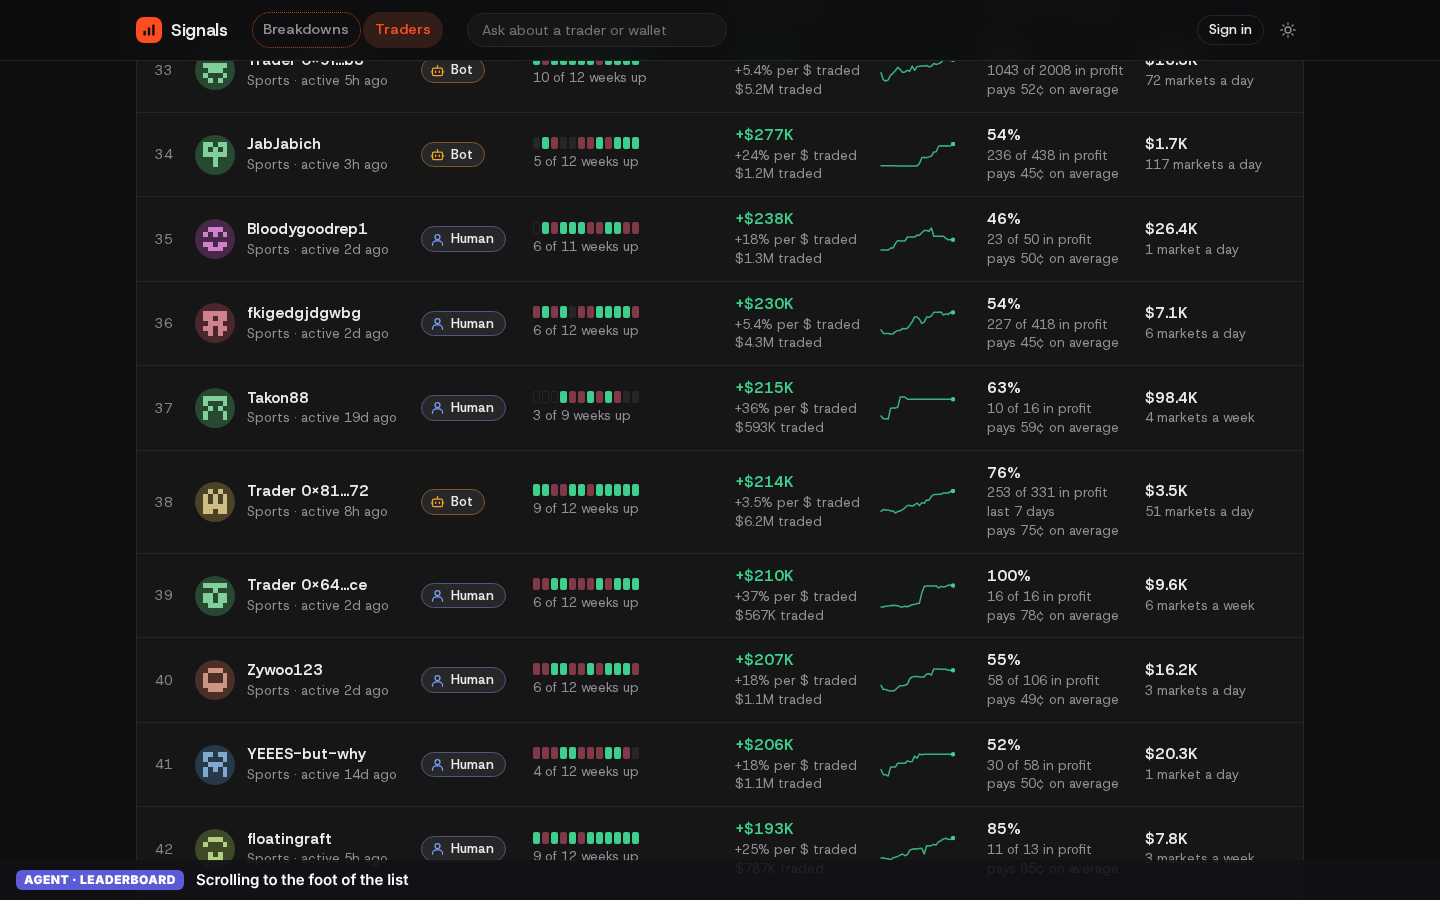 Signals
Breakdowns
Traders
Ask about a trader or wallet
Sign in
33
Sports · active 5h ago
Bot
10 of 12 weeks up
+5.4% per $ traded
$5.2M traded
1043 of 2008 in profit
pays 52¢ on average
72 markets a day
34
JabJabich
Sports · active 3h ago
Bot
5 of 12 weeks up
+$277K
+24% per $ traded
$1.2M traded
54%
236 of 438 in profit
pays 45¢ on average
$1.7K
117 markets a day
35
Bloodygoodrep1
Sports · active 2d ago
Human
6 of 11 weeks up
+$238K
+18% per $ traded
$1.3M traded
46%
23 of 50 in profit
pays 50¢ on average
$26.4K
1 market a day
36
fkigedgjdgwbg
Sports · active 2d ago
Human
6 of 12 weeks up
+$230K
+5.4% per $ traded
$4.3M traded
54%
227 of 418 in profit
pays 45¢ on average
$7.1K
6 markets a day
37
Takon88
Sports · active 19d ago
Human
3 of 9 weeks up
+$215K
+36% per $ traded
$593K traded
63%
10 of 16 in profit
pays 59¢ on average
$98.4K
4 markets a week
38
Trader 0×81...72
Sports · active 8h ago
Bot
9 of 12 weeks up
+$214K
+3.5% per $ traded
$6.2M traded
76%
253 of 331 in profit
last 7 days
pays 75¢ on average
$3.5K
51 markets a day
39
Trader 0×64...ce
Sports · active 2d ago
Human
6 of 12 weeks up
+$210K
+37% per $ traded
$567K traded
100%
16 of 16 in profit
pays 78¢ on average
$9.6K
6 markets a week
40
Zywoo123
Sports · active 2d ago
Human
6 of 12 weeks up
+$207K
+18% per $ traded
$1.1M traded
55%
58 of 106 in profit
pays 49¢ on average
$16.2K
3 markets a day
41
YEEES-but-why
Sports · active 14d ago
Human
4 of 12 weeks up
+$206K
+18% per $ traded
$1.1M traded
52%
30 of 58 in profit
pays 50¢ on average
$20.3K
1 market a day
42
floatingraft
Sports · active 5h ago
Human
9 of 12 weeks up
+$193K
+25% per $ traded
$787K traded
85%
11 of 13 in profit
pays 85¢ on average
$7.8K
3 markets a week
AGENT · LEADERBOARD
Scrolling to the foot of the list